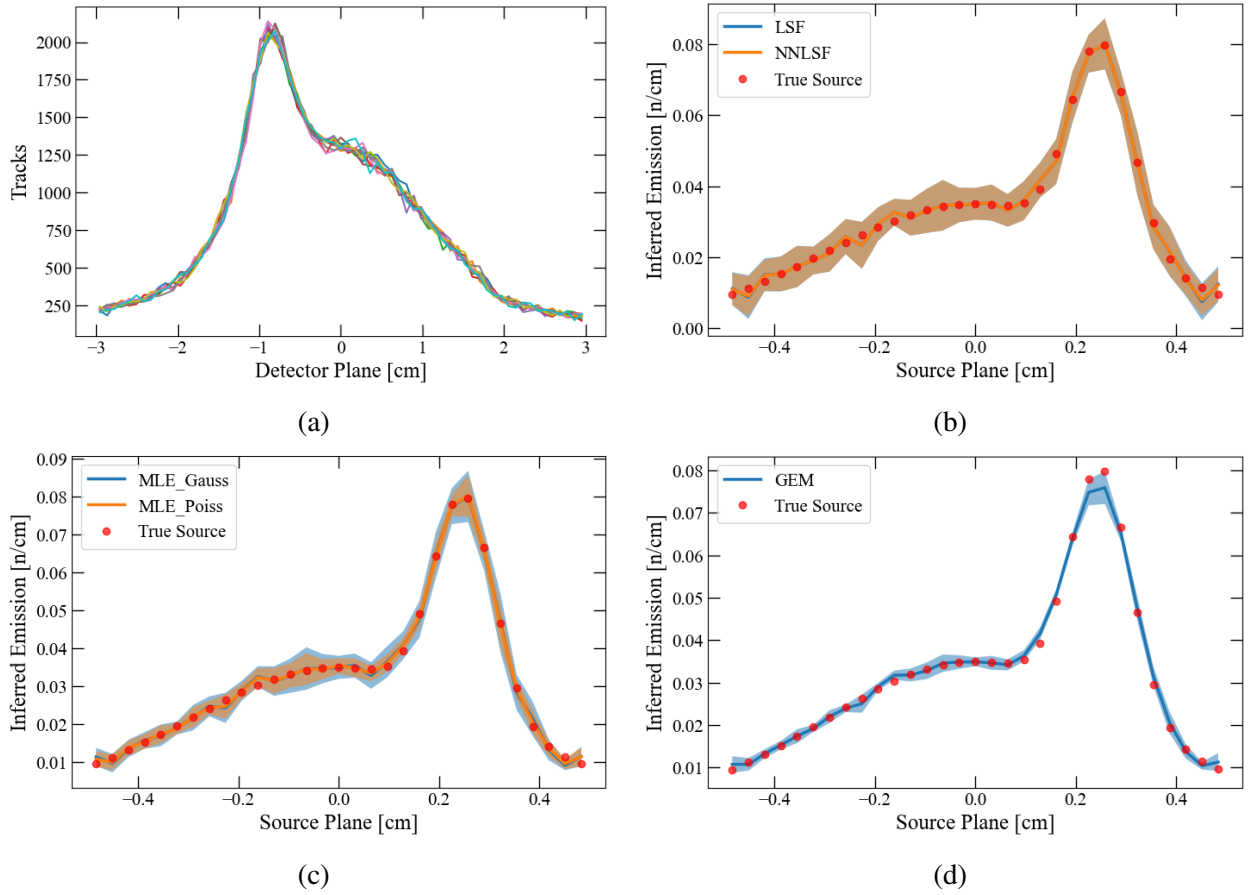 2000
1750
1500
1250
1000
750
500
250
Tracks
−3 −2 −1 0 1 2 3
Detector Plane [cm]
(a)
LSF
NNLSF
True Source
0.08
0.06
0.04
0.02
0.00
Inferred Emission [n/cm]
−0.4 −0.2 0.0 0.2 0.4
Source Plane [cm]
(b)
MLE_Gauss
MLE_Poiss
True Source
0.09
0.08
0.07
0.06
0.05
0.04
0.03
0.02
0.01
Inferred Emission [n/cm]
−0.4 −0.2 0.0 0.2 0.4
Source Plane [cm]
(c)
GEM
True Source
0.08
0.07
0.06
0.05
0.04
0.03
0.02
0.01
Inferred Emission [n/cm]
−0.4 −0.2 0.0 0.2 0.4
Source Plane [cm]
(d)